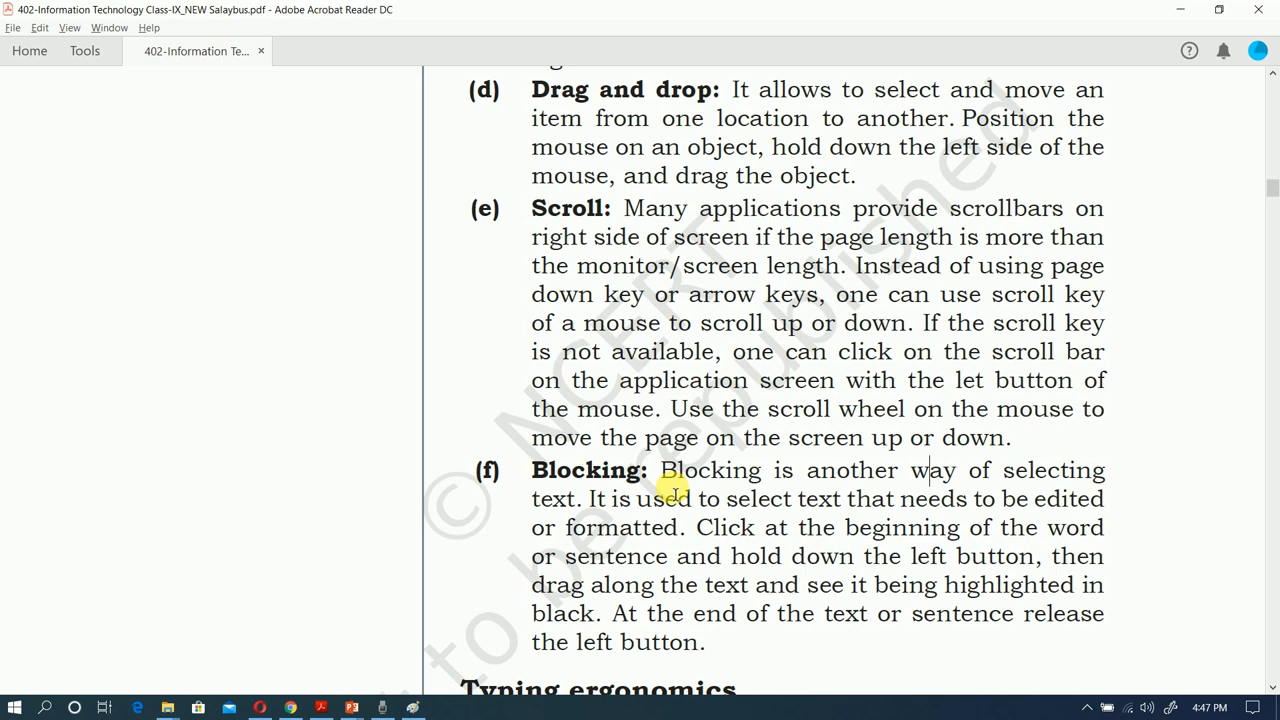 402-Information Technology Class-IX_NEW Salaybus.pdf - Adobe Acrobat Reader DC
File Edit View Window Help
Home Tools 402-Information Te... ×
(d) Drag and drop: It allows to select and move an
item from one location to another. Position the
mouse on an object, hold down the left side of the
mouse, and drag the object.
(e) Scroll: Many applications provide scrollbars on
right side of screen if the page length is more than
the monitor/screen length. Instead of using page
down key or arrow keys, one can use scroll key
of a mouse to scroll up or down. If the scroll key
is not available, one can click on the scroll bar
on the application screen with the let button of
the mouse. Use the scroll wheel on the mouse to
move the page on the screen up or down.
(f) Blocking: Blocking is another way of selecting
text. It is used to select text that needs to be edited
or formatted. Click at the beginning of the word
or sentence and hold down the left button, then
drag along the text and see it being highlighted in
black. At the end of the text or sentence release
the left button.
Typing ergonomics
© NCERT
to be republished
4:47 PM